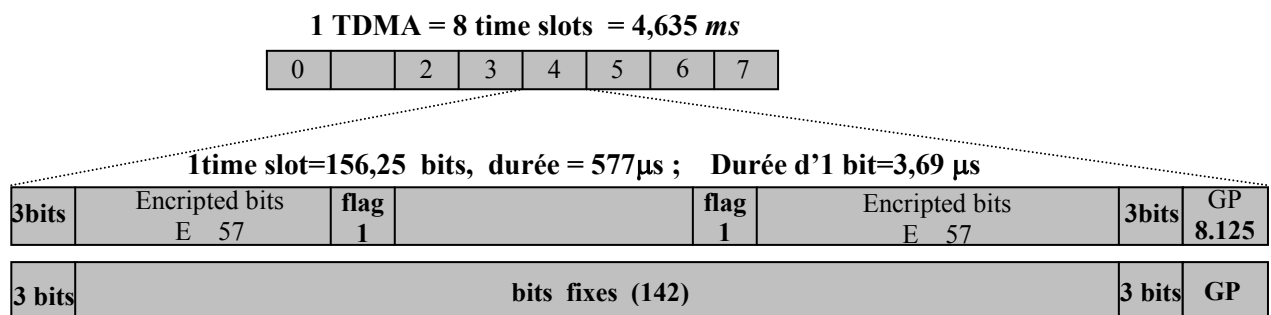 1 TDMA = 8 time slots = 4,635 ms
0 2 3 4 5 6 7
1time slot=156,25 bits, durée = 577µs ; Durée d'1 bit=3,69 µs
3bits Encripted bits flag flag Encripted bits 3bits GP
E 57 1 1 E 57 8.125
3 bits bits fixes (142) 3 bits GP